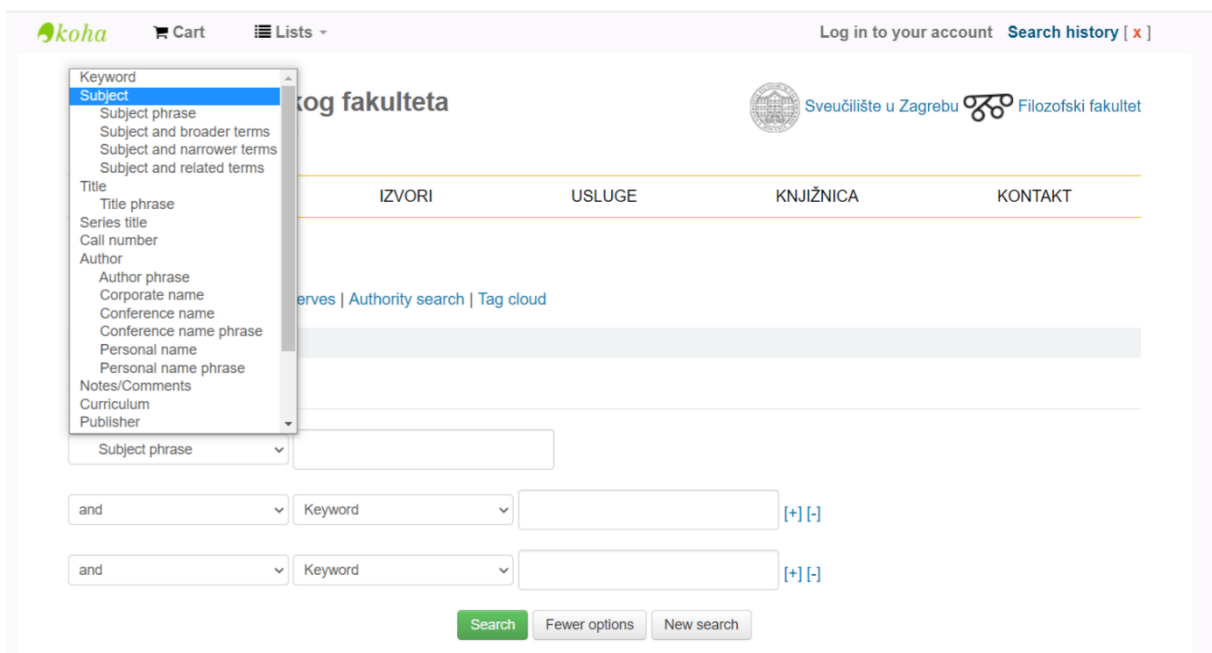 koha Cart Lists Log in to your account Search history [ x ]
Keyword
Subject
Subject phrase
Subject and broader terms
Subject and narrower terms
Subject and related terms
Title
Title phrase
Series title
Call number
Author
Author phrase
Corporate name
Conference name
Conference name phrase
Personal name
Personal name phrase
Notes/Comments
Curriculum
Publisher
kog fakulteta
Sveučilište u Zagrebu Filozofski fakultet
IZVORI USLUGE KNJIŽNICA KONTAKT
erves | Authority search | Tag cloud
Subject phrase
and Keyword [+] [-]
and Keyword [+] [-]
Search Fewer options New search